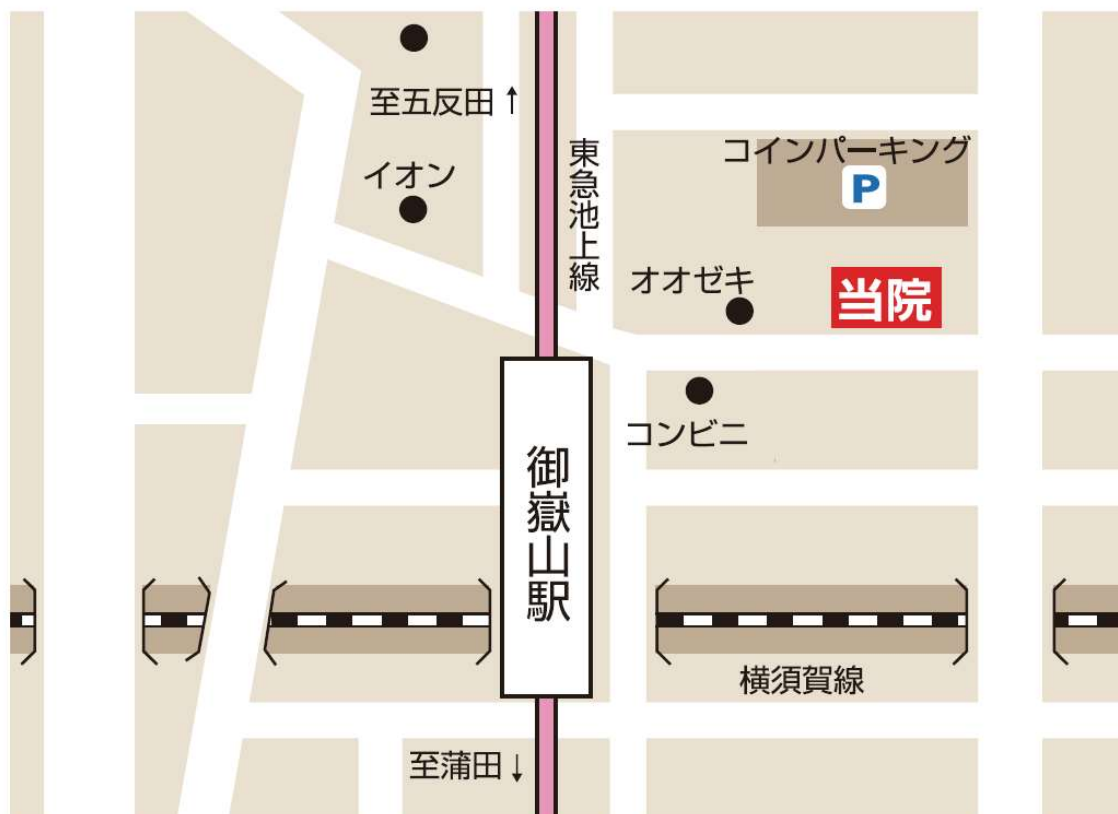 至五反田↑
東急池上線
コインパーキング
P
イオン
オオゼキ
当院
コンビニ
御嶽山駅
横須賀線
至蒲田↓